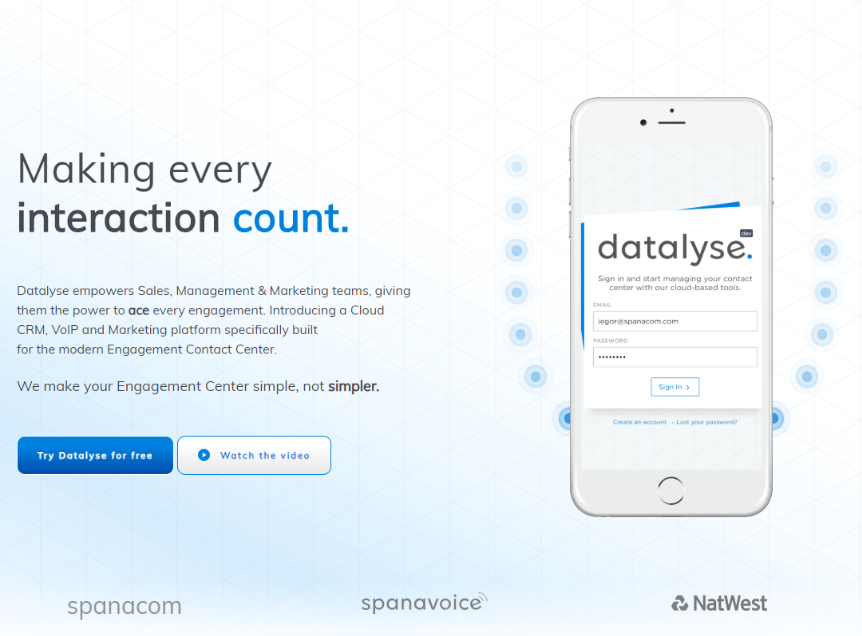 Making every
interaction count.
Datalyse empowers Sales, Management & Marketing teams, giving
them the power to ace every engagement. Introducing a Cloud
CRM, VoIP and Marketing platform specifically built
for the modern Engagement Contact Center.
We make your Engagement Center simple, not simpler.
Try Datalyse for free
Watch the video
dev
datalyse.
Sign in and start managing your contact
center with our cloud-based tools.
EMAIL
iegor@spanacom.com
PASSWORD
••••••••
Sign In >
Create an account • Lost your password?
spanacom
spanavoice
NatWest